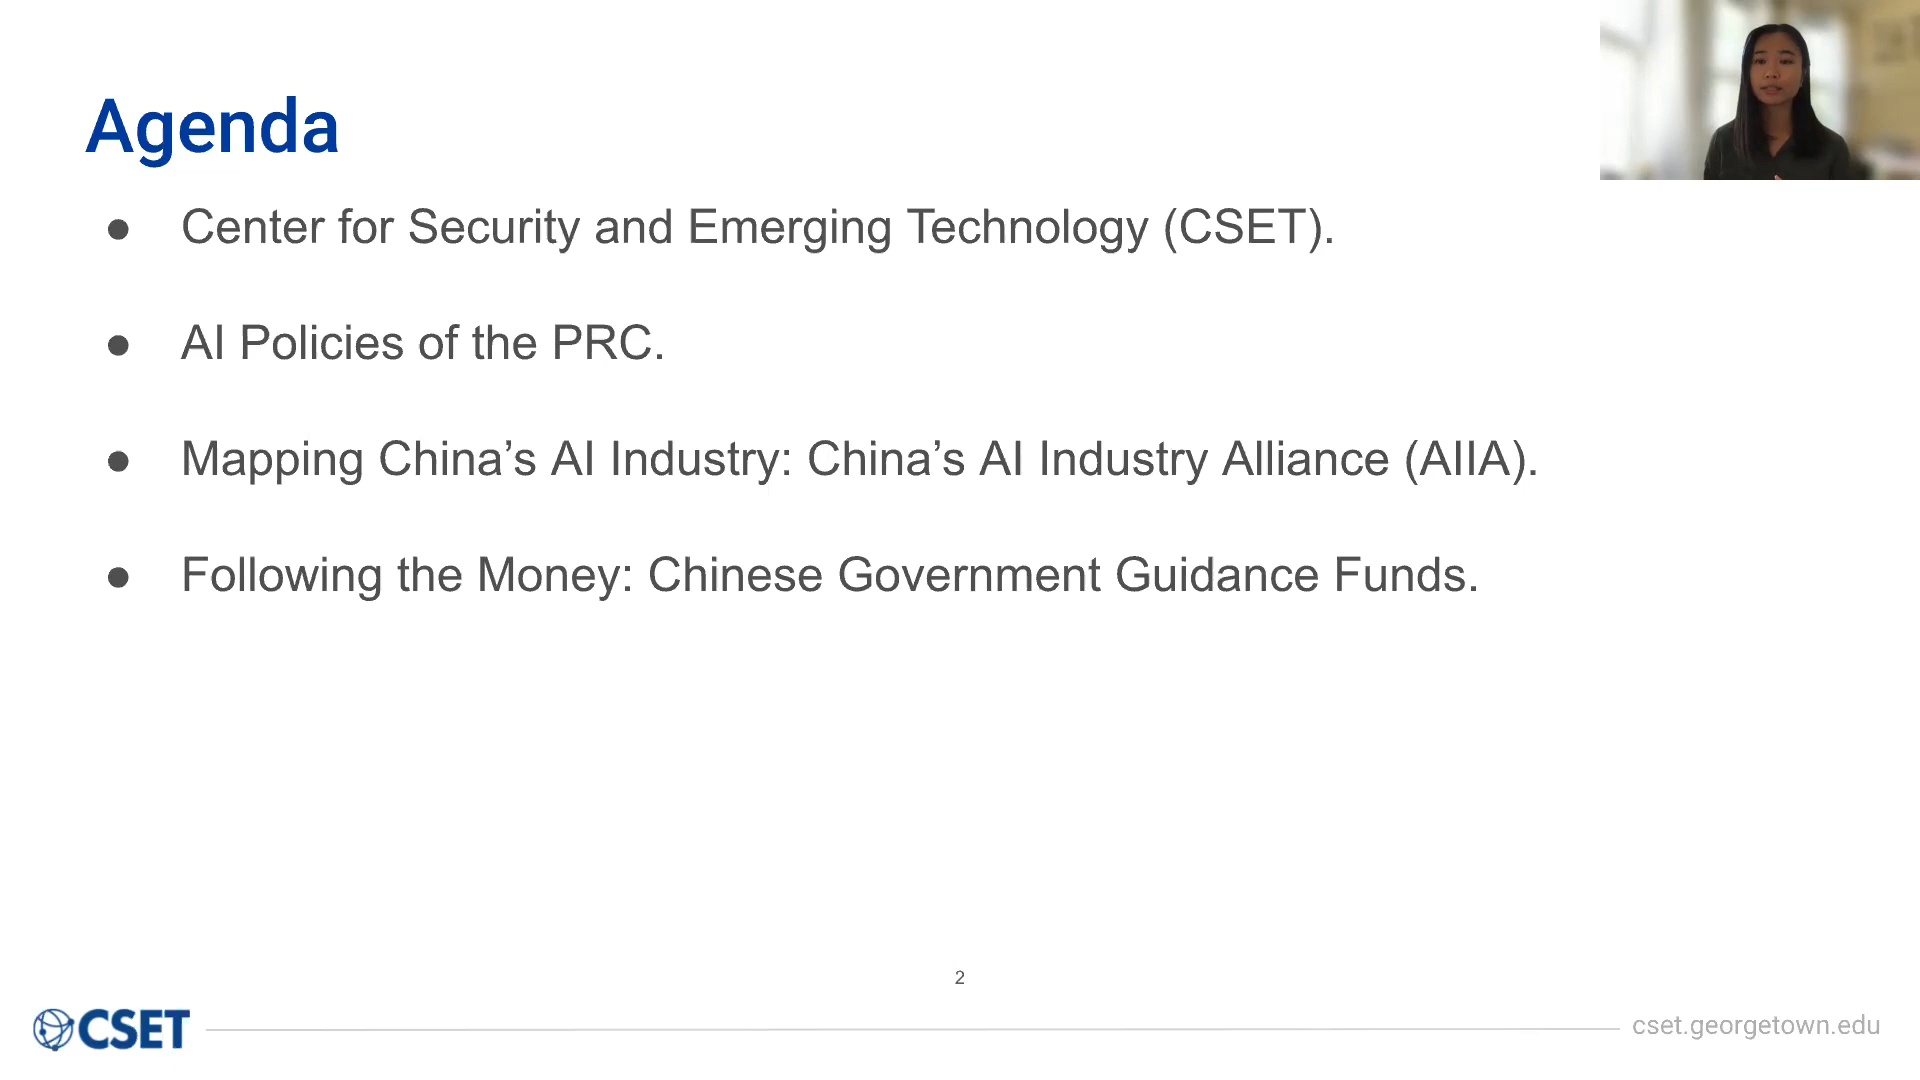 Agenda
● Center for Security and Emerging Technology (CSET).
● AI Policies of the PRC.
● Mapping China’s AI Industry: China’s AI Industry Alliance (AIIA).
● Following the Money: Chinese Government Guidance Funds.
2
CSET
cset.georgetown.edu